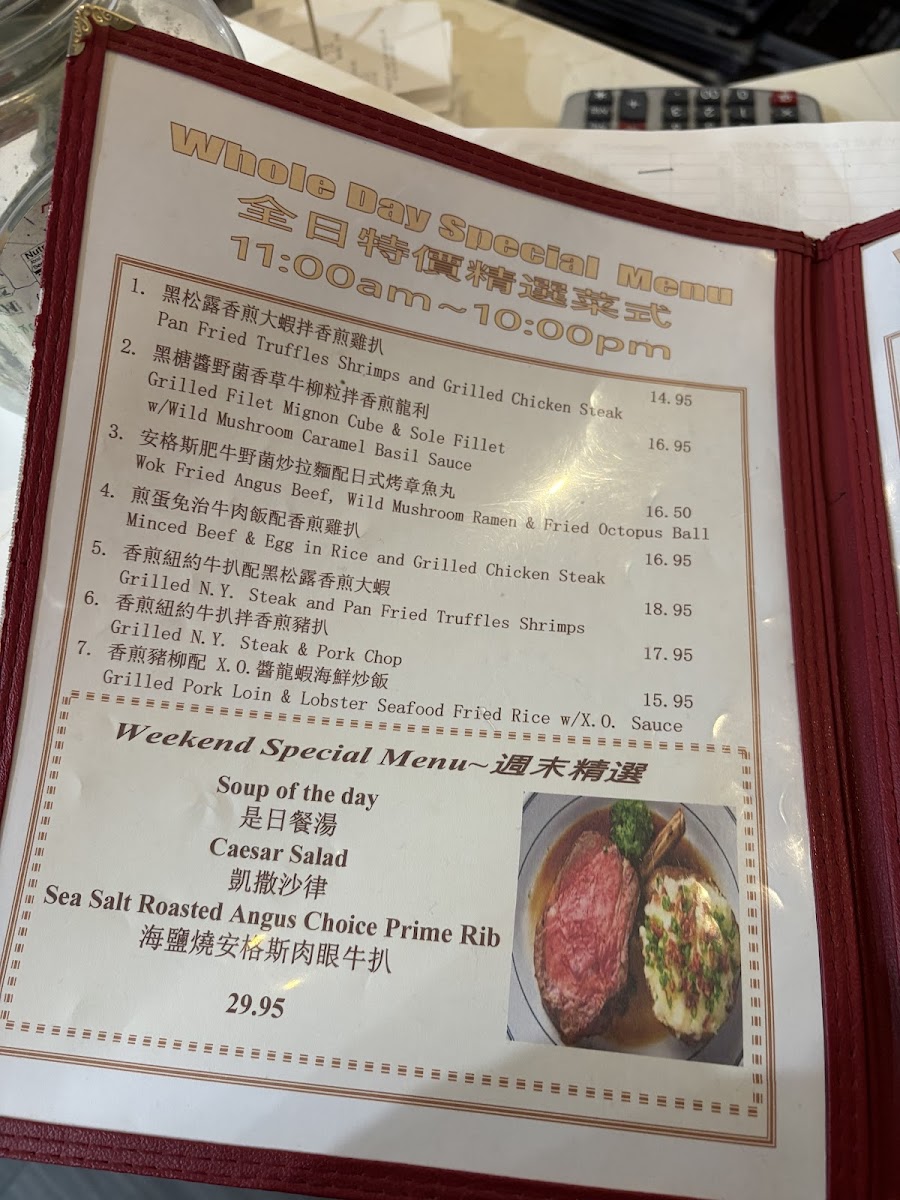 Whole Day Special Menu
全日特價精選菜式
11:00am~10:00pm
1. 黑松露香煎大蝦拌香煎雞扒
Pan Fried Truffles Shrimps and Grilled Chicken Steak 14.95
2. 黑糖醬野菌香草牛柳粒拌香煎龍利
Grilled Filet Mignon Cube & Sole Fillet 16.95
w/Wild Mushroom Caramel Basil Sauce
3. 安格斯肥牛野菌炒拉麵配日式烤章魚丸 16.50
Wok Fried Angus Beef, Wild Mushroom Ramen & Fried Octopus Ball
4. 煎蛋免治牛肉飯配香煎雞扒 16.95
Minced Beef & Egg in Rice and Grilled Chicken Steak
5. 香煎紐約牛扒配黑松露香煎大蝦 18.95
Grilled N.Y. Steak and Pan Fried Truffles Shrimps
6. 香煎紐約牛扒拌香煎豬扒 17.95
Grilled N.Y. Steak & Pork Chop
7. 香煎豬柳配 X.O.醬龍蝦海鮮炒飯 15.95
Grilled Pork Loin & Lobster Seafood Fried Rice w/X.O. Sauce
Weekend Special Menu~週末精選
Soup of the day
是日餐湯
Caesar Salad
凱撒沙律
Sea Salt Roasted Angus Choice Prime Rib
海鹽燒安格斯肉眼牛扒
29.95